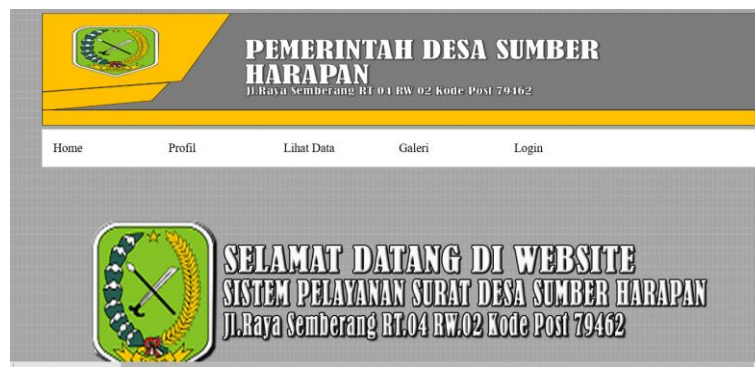 PEMERINTAH DESA SUMBER
HARAPAN
Jl.Raya Semberang RT 04 RW 02 Kode Post 79462
Home Profil Lihat Data Galeri Login
SELAMAT DATANG DI WEBSITE
SISTEM PELAYANAN SURAT DESA SUMBER HARAPAN
Jl.Raya Semberang RT.04 RW.02 Kode Post 79462